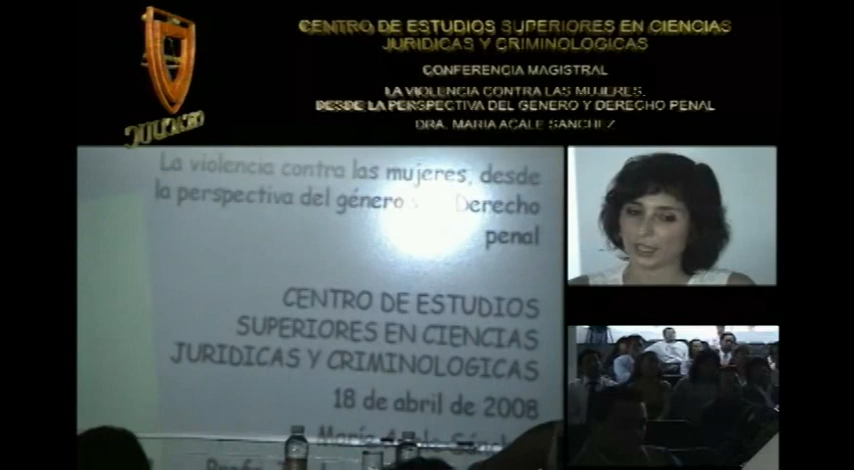 CENTRO DE ESTUDIOS SUPERIORES EN CIENCIAS
JURIDICAS Y CRIMINOLOGICAS
CONFERENCIA MAGISTRAL
LA VIOLENCIA CONTRA LAS MUJERES.
DESDE LA PERSPECTIVA DEL GENERO Y DERECHO PENAL
DRA. MARIA ACALE SANCHEZ
La violencia contra las mujeres, desde
la perspectiva del género Derecho
penal
CENTRO DE ESTUDIOS
SUPERIORES EN CIENCIAS
JURIDICAS Y CRIMINOLOGICAS
18 de abril de 2008
María